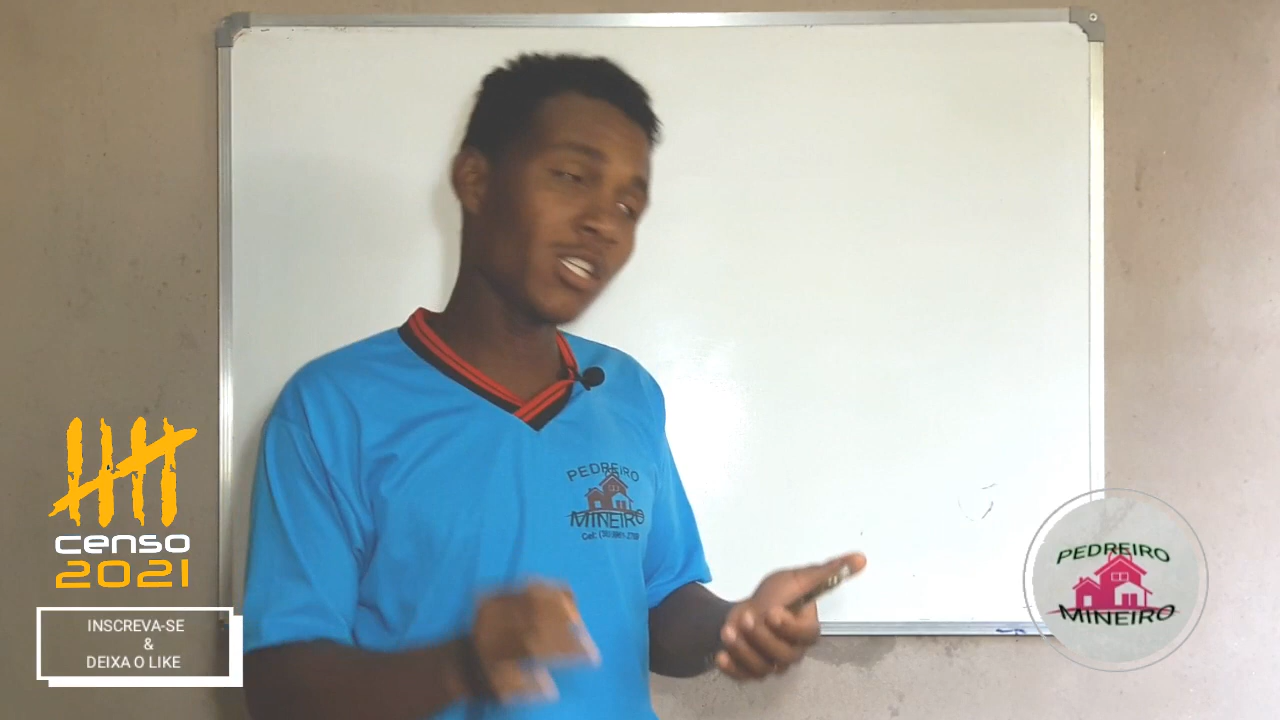 PEDREIRO
MINEIRO
censo
2021
INSCREVA-SE
&
DEIXA O LIKE
PEDREIRO
MINEIRO